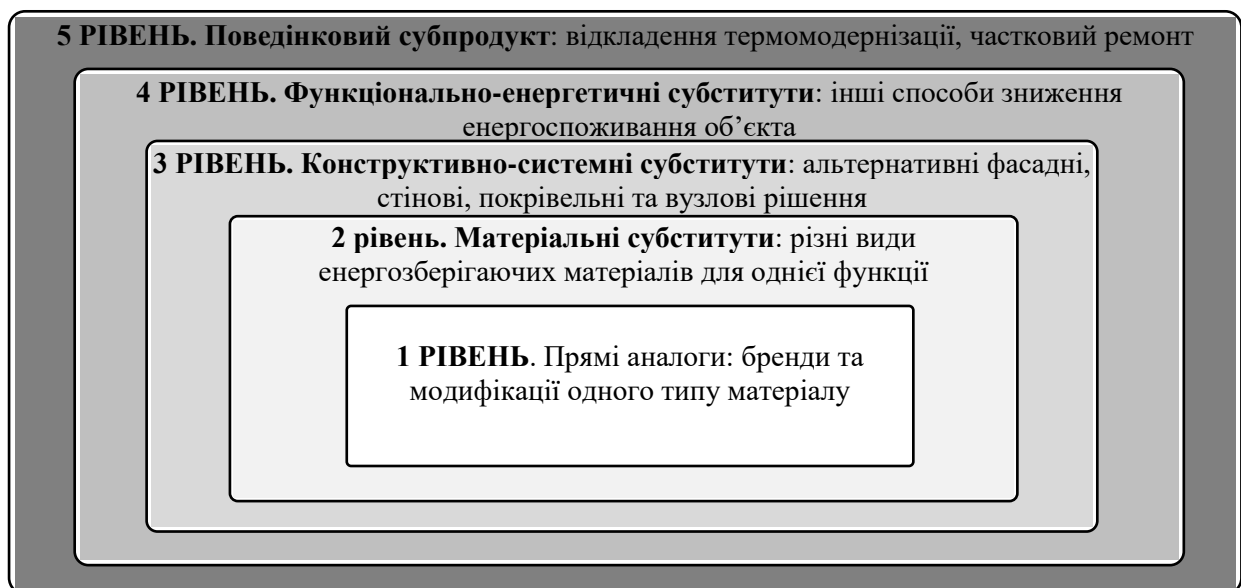 5 РІВЕНЬ. Поведінковий субпродукт: відкладення термомодернізації, частковий ремонт
4 РІВЕНЬ. Функціонально-енергетичні субститути: інші способи зниження
енергоспоживання об’єкта
3 РІВЕНЬ. Конструктивно-системні субститути: альтернативні фасадні,
стінові, покрівельні та вузлові рішення
2 рівень. Матеріальні субститути: різні види
енергозберігаючих матеріалів для однієї функції
1 РІВЕНЬ. Прямі аналоги: бренди та
модифікації одного типу матеріалу